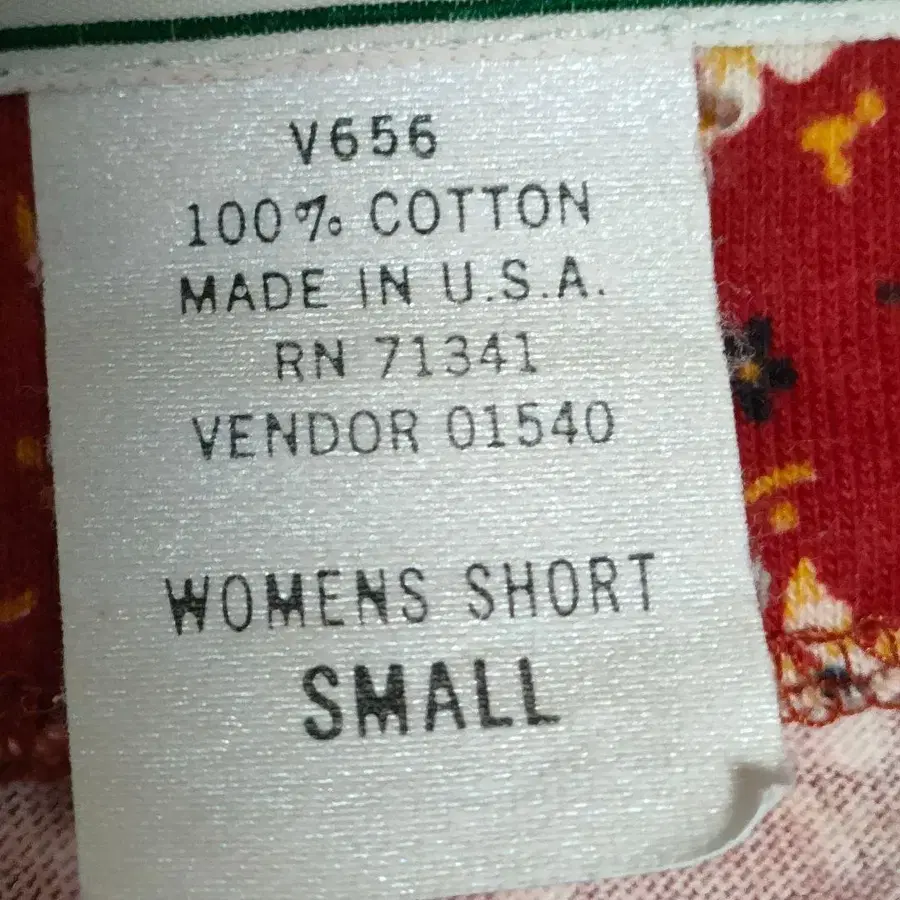 V656
100% COTTON
MADE IN U.S.A.
RN 71341
VENDOR 01540
WOMENS SHORT
SMALL